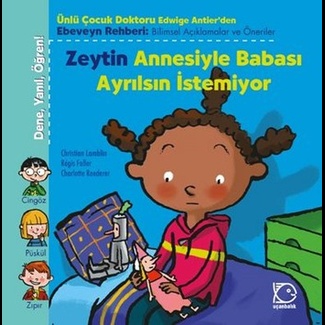 Ünlü Çocuk Doktoru Edwige Antier'den
Ebeveyn Rehberi: Bilimsel Açıklamalar ve Öneriler
Zeytin Annesiyle Babası
Ayrılsın İstemiyor
Christian Lamblin
Régis Faller
Charlotte Roederer
Dene, Yanıl, Öğren!
Cingöz
Püskül
Zıpır
uçanbalık